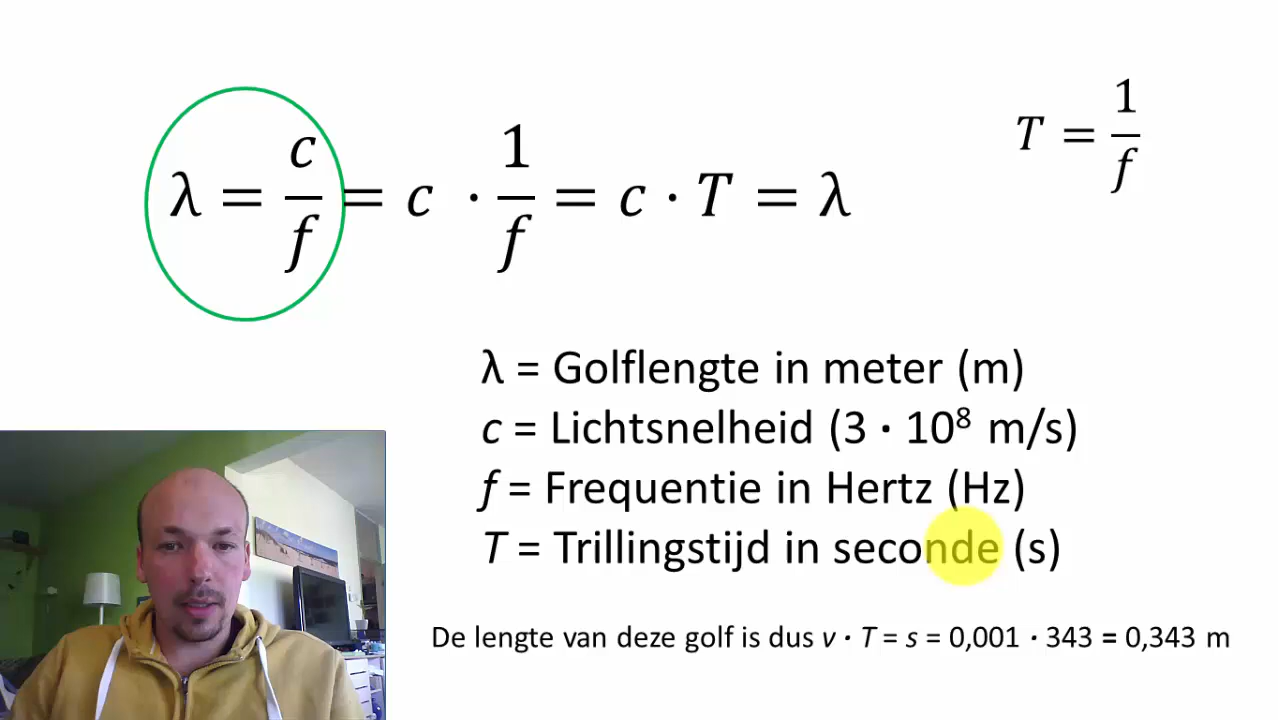 λ = c/f = c · 1/f = c · T = λ
T = 1/f
λ = Golflengte in meter (m)
c = Lichtsnelheid (3 · 10⁸ m/s)
f = Frequentie in Hertz (Hz)
T = Trillingstijd in seconde (s)
De lengte van deze golf is dus v · T = s = 0,001 · 343 = 0,343 m